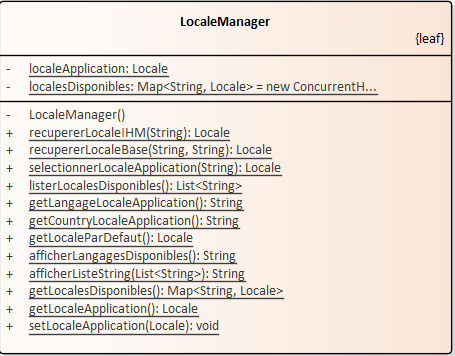 LocaleManager
{leaf}
- localeApplication: Locale
- localesDisponibles: Map<String, Locale> = new ConcurrentH...
- LocaleManager()
+ recupererLocaleIHM(String): Locale
+ recupererLocaleBase(String, String): Locale
+ selectionnerLocaleApplication(String): Locale
+ listerLocalesDisponibles(): List<String>
+ getLangageLocaleApplication(): String
+ getCountryLocaleApplication(): String
+ getLocaleParDefaut(): Locale
+ afficherLangagesDisponibles(): String
+ afficherListeString(List<String>): String
+ getLocalesDisponibles(): Map<String, Locale>
+ getLocaleApplication(): Locale
+ setLocaleApplication(Locale): void